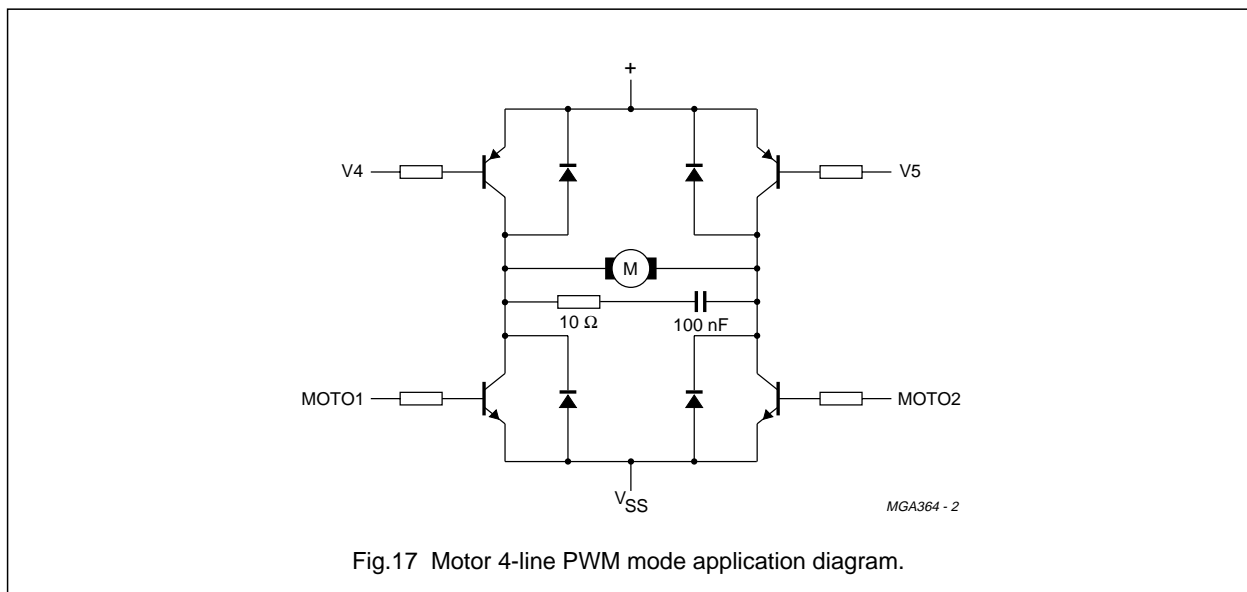 +
V4
V5
M
10 Ω
100 nF
MOTO1
MOTO2
VSS
MGA364 - 2
Fig.17 Motor 4-line PWM mode application diagram.